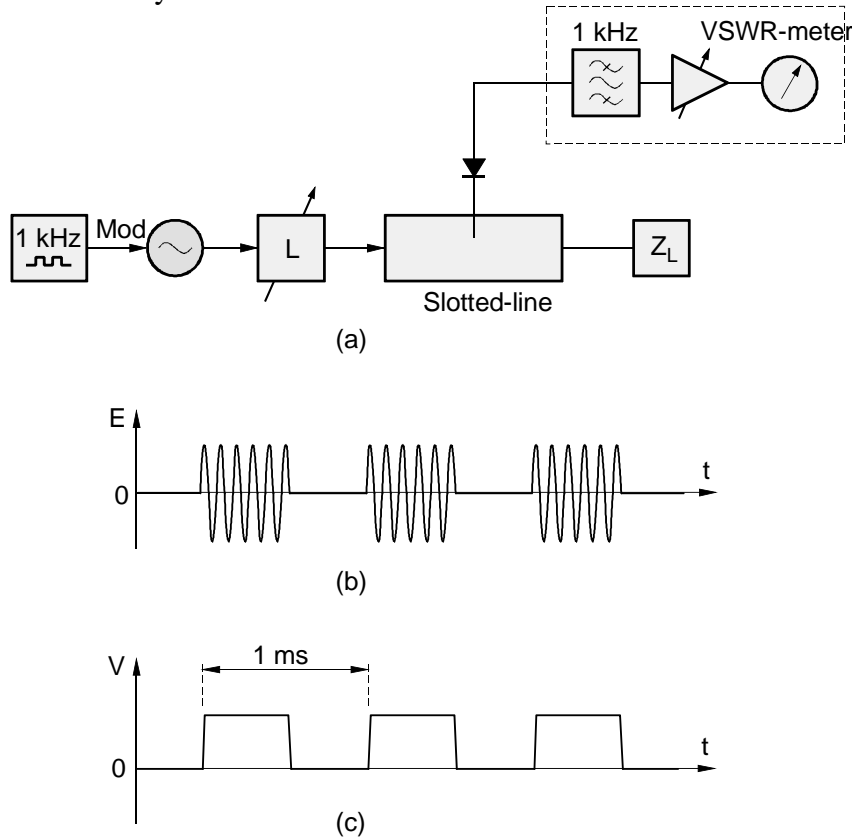 1 kHz
VSWR-meter
1 kHz
Mod
L
Z_L
Slotted-line
(a)
E
0
t
(b)
V
1 ms
0
t
(c)